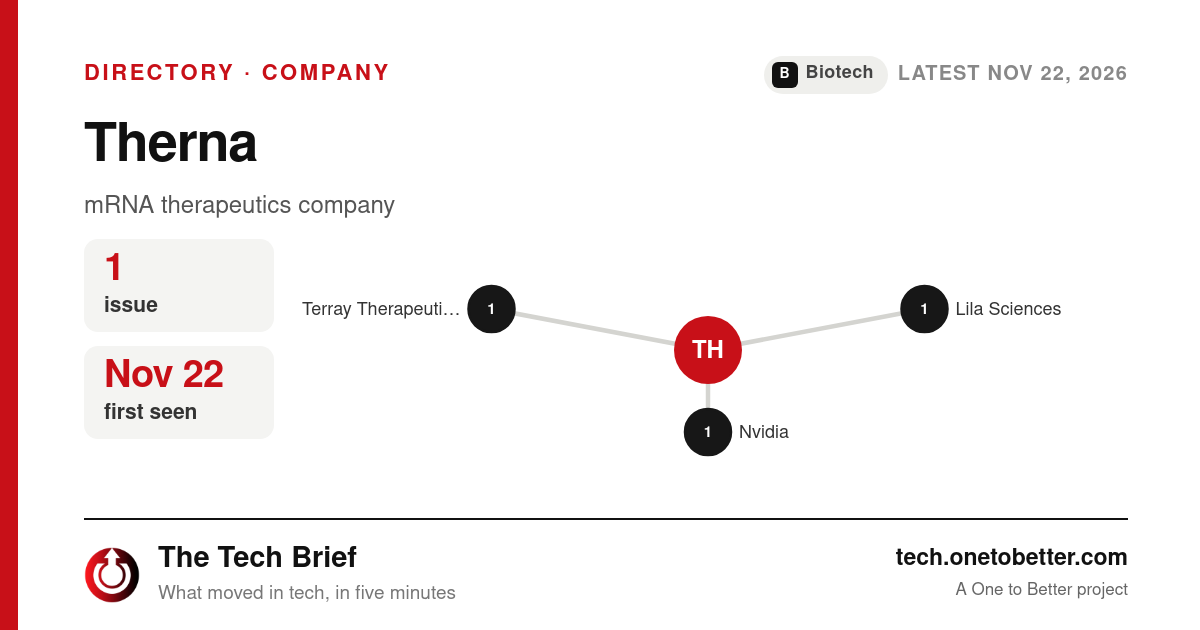 DIRECTORY · COMPANY
B Biotech LATEST NOV 22, 2026
Therna
mRNA therapeutics company
1
issue
Nov 22
first seen
Terray Therapeuti… 1
TH
1 Lila Sciences
1 Nvidia
The Tech Brief
What moved in tech, in five minutes
tech.onetobetter.com
A One to Better project